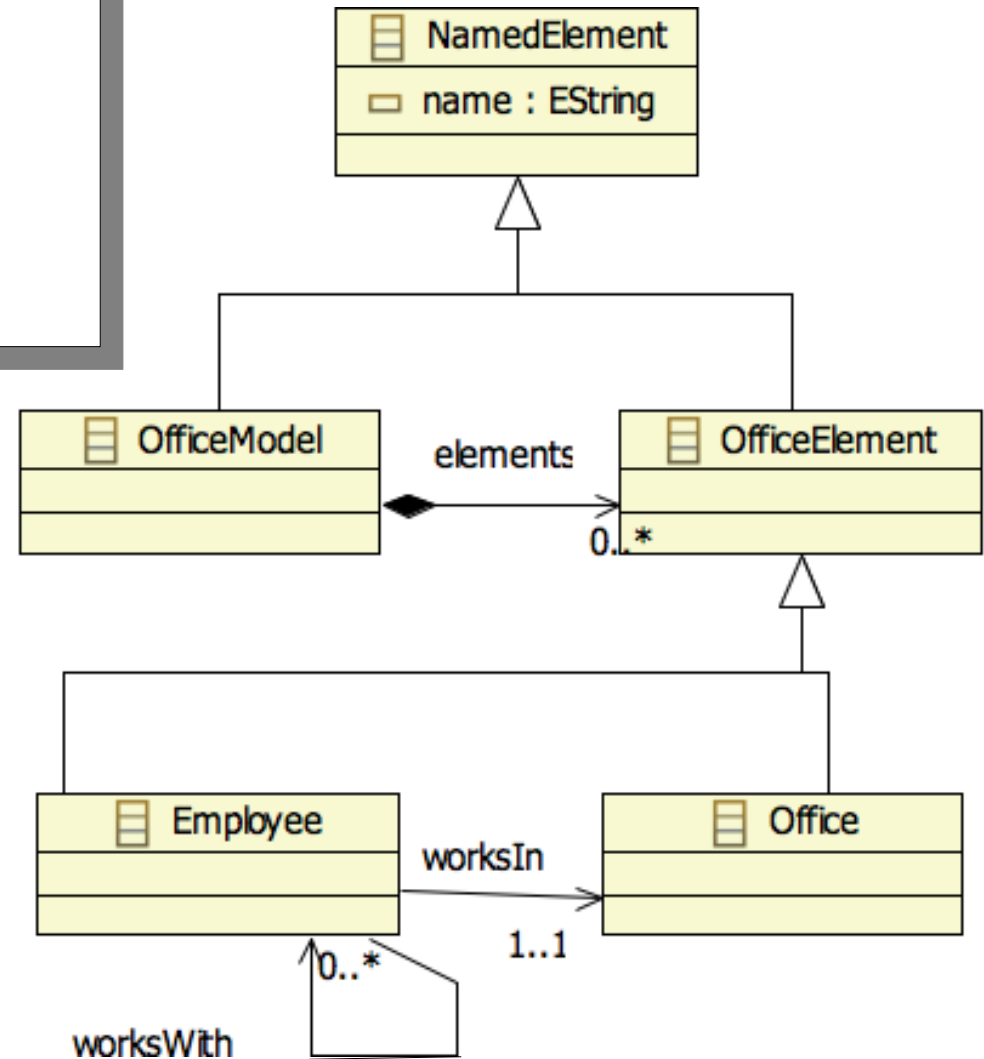 NamedElement
name : EString
OfficeModel
elements
OfficeElement
0..*
Employee
worksIn
Office
1..1
0..*
worksWith